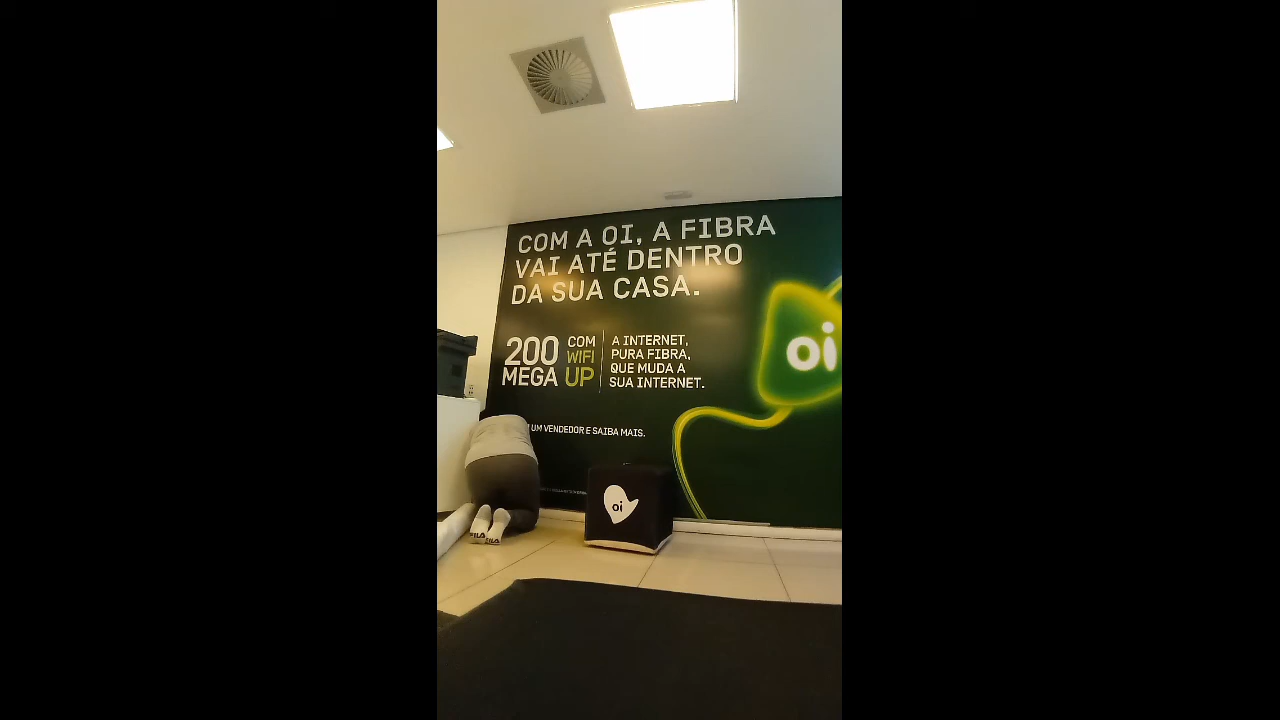 COM A OI, A FIBRA
VAI ATÉ DENTRO
DA SUA CASA.
200
MEGA
COM
WIFI
UP
A INTERNET,
PURA FIBRA,
QUE MUDA A
SUA INTERNET.
UM VENDEDOR E SAIBA MAIS.
oi
oi
FILA
FILA